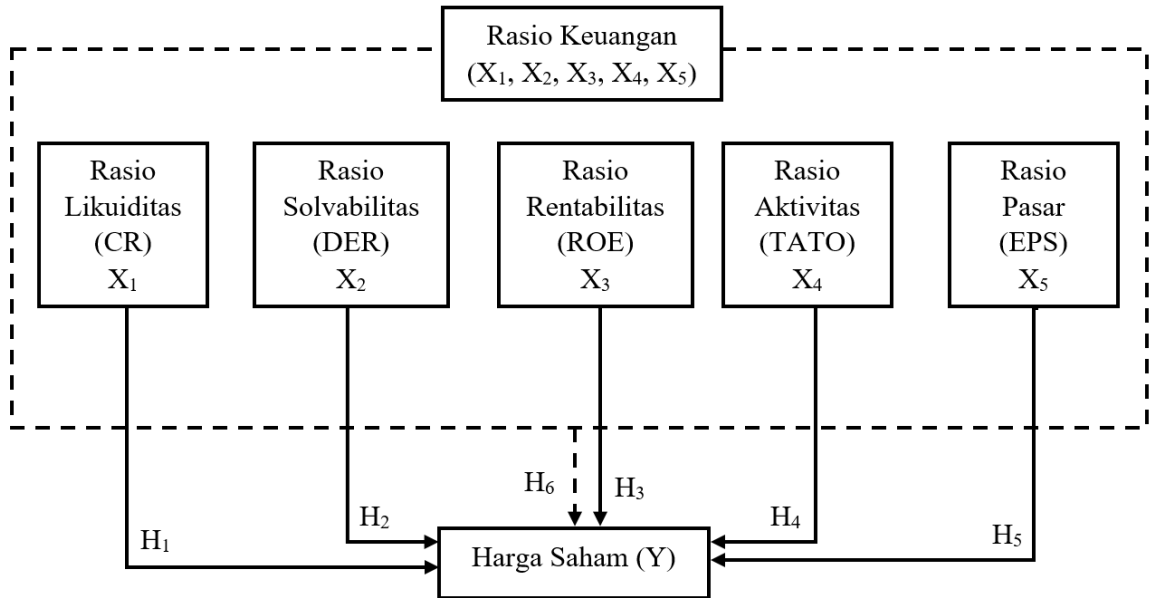 Rasio Keuangan
(X₁, X₂, X₃, X₄, X₅)
Rasio
Likuiditas
(CR)
X₁
Rasio
Solvabilitas
(DER)
X₂
Rasio
Rentabilitas
(ROE)
X₃
Rasio
Aktivitas
(TATO)
X₄
Rasio
Pasar
(EPS)
X₅
H₁
H₂
H₆
H₃
H₄
H₅
Harga Saham (Y)